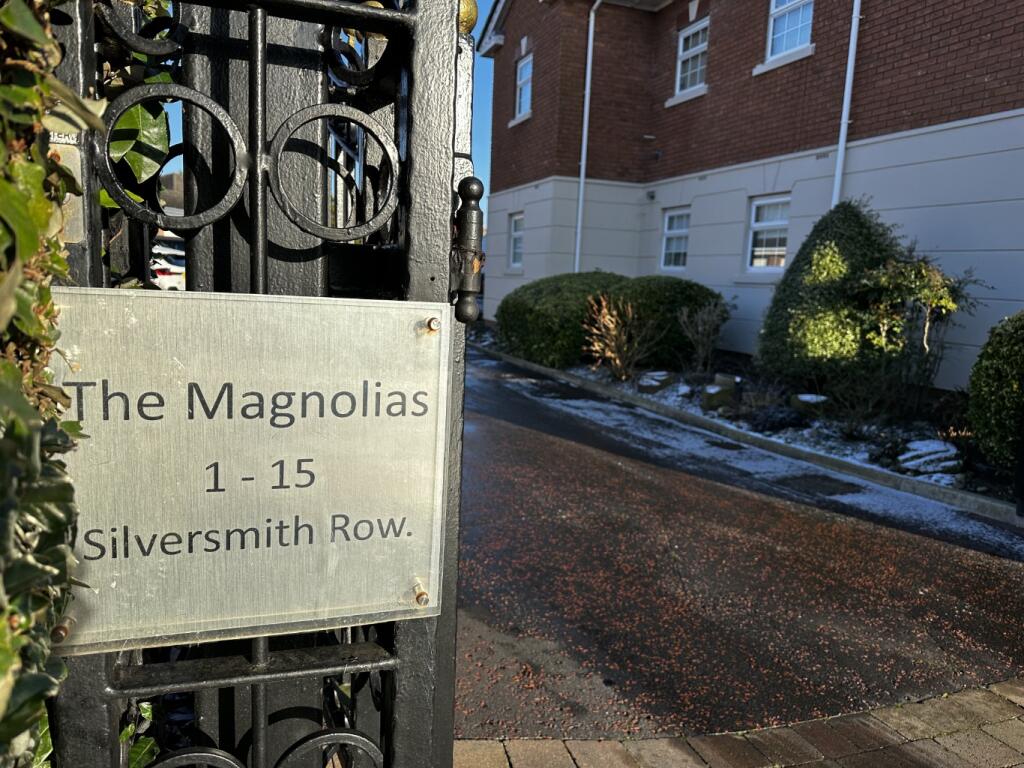 The Magnolias
1 - 15
Silversmith Row.